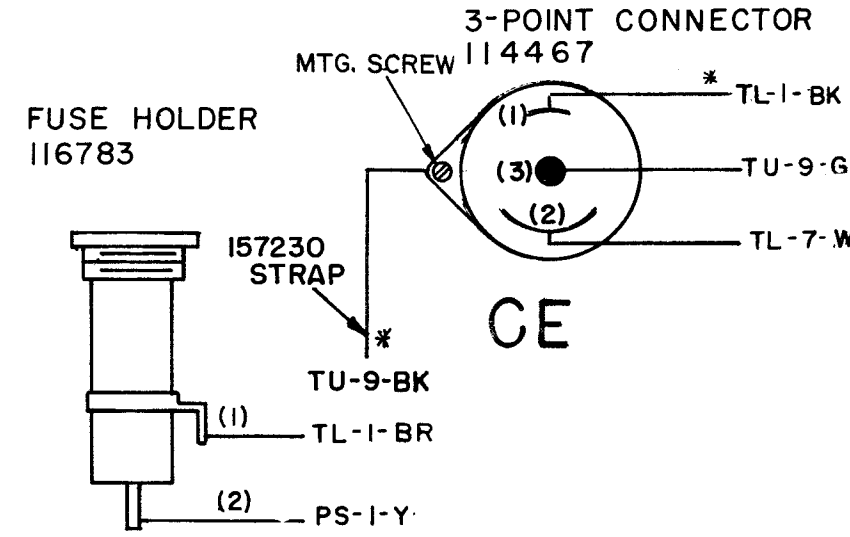 3-POINT CONNECTOR
114467
MTG. SCREW
FUSE HOLDER
116783
(1)
* TL-1-BK
(3)
TU-9-G
(2)
TL-7-W
157230
STRAP
*
CE
TU-9-BK
(1)
TL-1-BR
(2)
PS-1-Y